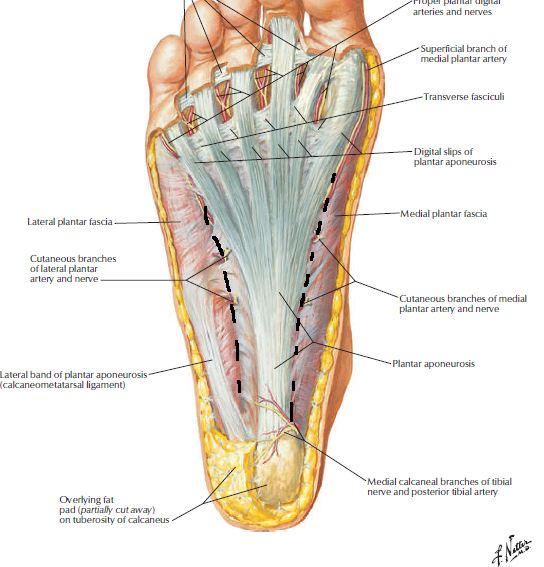 Proper plantar digital
arteries and nerves
Superficial branch of
medial plantar artery
Transverse fasciculi
Digital slips of
plantar aponeurosis
Lateral plantar fascia
Medial plantar fascia
Cutaneous branches
of lateral plantar
artery and nerve
Cutaneous branches of medial
plantar artery and nerve
Plantar aponeurosis
Lateral band of plantar aponeurosis
(calcaneometatarsal ligament)
Medial calcaneal branches of tibial
nerve and posterior tibial artery
Overlying fat
pad (partially cut away)
on tuberosity of calcaneus
F. Netter
M.D.